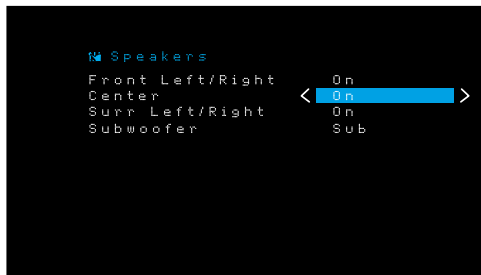 Speakers
Front Left/Right On
Center < On >
Surr Left/Right On
Subwoofer Sub